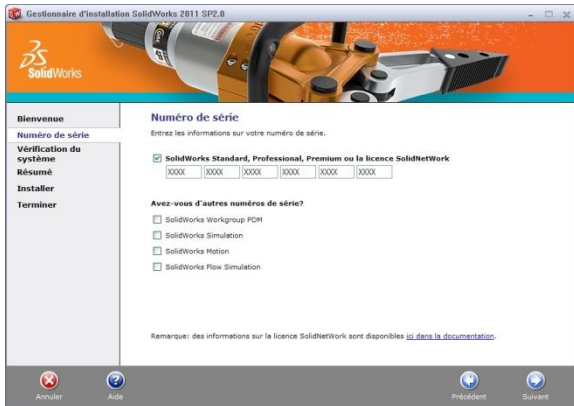 Gestionnaire d'installation SolidWorks 2011 SP2.0
SolidWorks
Bienvenue
Numéro de série
Vérification du
système
Résumé
Installer
Terminer
Numéro de série
Entrez les informations sur votre numéro de série.
SolidWorks Standard, Professional, Premium ou la licence SolidNetWork
XXXX XXXX XXXX XXXX XXXX XXXX
Avez-vous d'autres numéros de série?
SolidWorks Workgroup PDM
SolidWorks Simulation
SolidWorks Motion
SolidWorks Flow Simulation
Remarque: des informations sur la licence SolidNetWork sont disponibles ici dans la documentation.
Annuler Aide Précédent Suivant